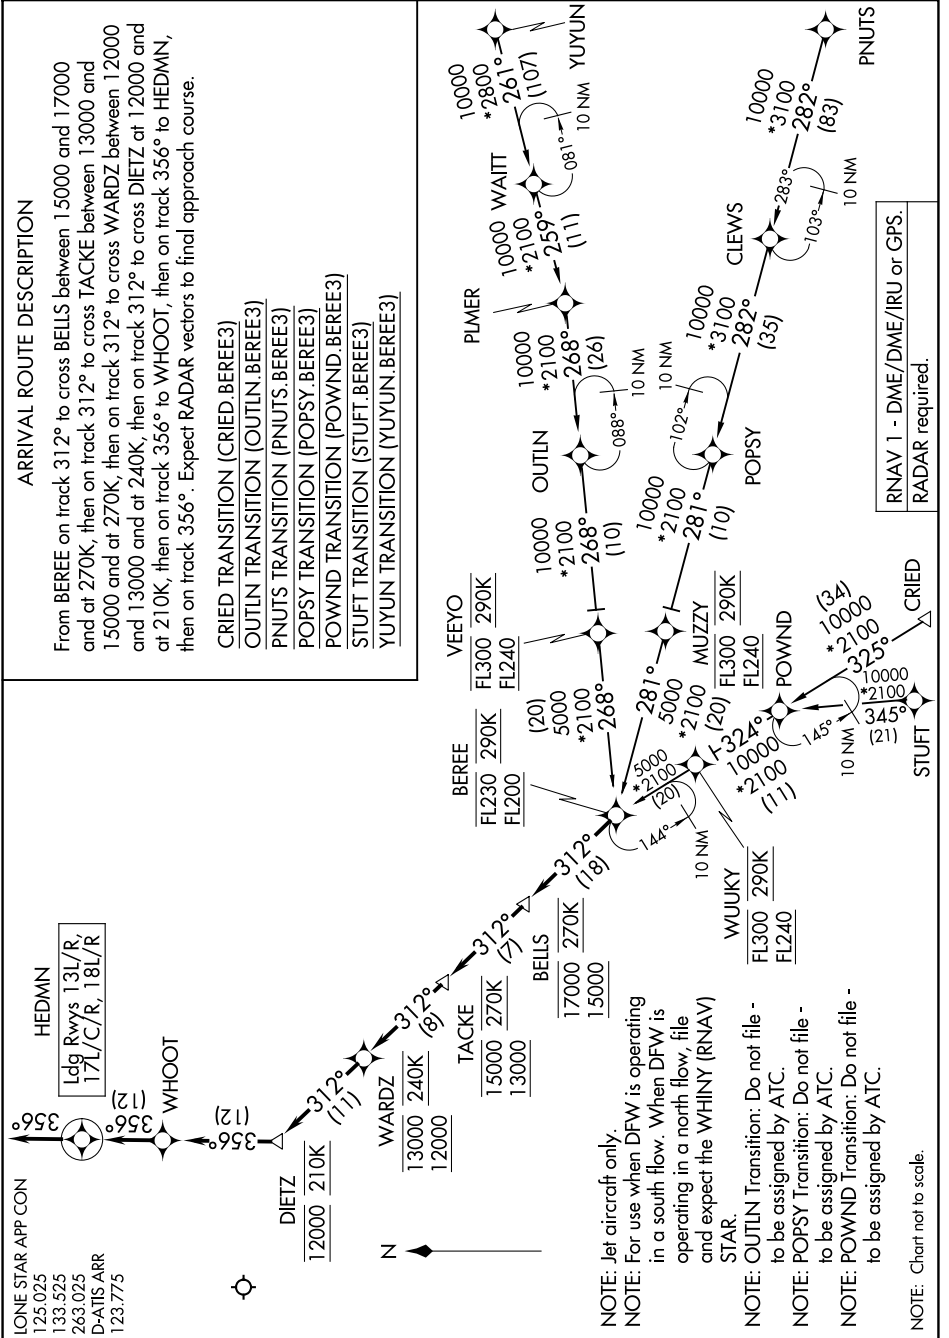 LONE STAR APP CON
125.025
133.525
263.025
D-ATIS ARR
123.775
HEDMN
Ldg Rwys 13L/R,
17L/C/R, 18L/R
356°
356°
(12)
WHOOT
356°
(12)
DIETZ
12000 210K
312°
(11)
WARDZ
13000 240K
12000
312°
(8)
TACKE
15000 270K
13000
312°
(7)
BELLS
17000 270K
15000
312°
(18)
BEREE
FL230 290K
FL200
144°
10 NM
5000
*2100
(20)
WUUKY
FL300 290K
FL240
324°
10000
*2100
(11)
POWND
145°
10 NM
(34)
10000
*2100
325°
CRIED
10000
*2100
345°
(21)
STUFT
VEEYO
FL300 290K
FL240
(20)
5000
*2100
268°
281°
5000
*2100
(20)
MUZZY
FL300 290K
FL240
10000
*2100
268°
(10)
OUTLN
088°
10 NM
10000
*2100
268°
(26)
PLMER
10000
*2100
259°
(11)
WAITT
081°
10 NM
10000
*2800
261°
(107)
YUYUN
10000
*2100
281°
(10)
POPSY
102°
10 NM
10000
*3100
282°
(35)
CLEWS
283°
103°
10 NM
10000
*3100
282°
(83)
PNUTS
ARRIVAL ROUTE DESCRIPTION
From BEREE on track 312° to cross BELLS between 15000 and 17000
and at 270K, then on track 312° to cross TACKE between 13000 and
15000 and at 270K, then on track 312° to cross WARDZ between 12000
and 13000 and at 240K, then on track 312° to cross DIETZ at 12000 and
at 210K, then on track 356° to WHOOT, then on track 356° to HEDMN,
then on track 356°. Expect RADAR vectors to final approach course.
CRIED TRANSITION (CRIED.BEREE3)
OUTLN TRANSITION (OUTLN.BEREE3)
PNUTS TRANSITION (PNUTS.BEREE3)
POPSY TRANSITION (POPSY.BEREE3)
POWND TRANSITION (POWND.BEREE3)
STUFT TRANSITION (STUFT.BEREE3)
YUYUN TRANSITION (YUYUN.BEREE3)
N
NOTE: Jet aircraft only.
NOTE: For use when DFW is operating
in a south flow. When DFW is
operating in a north flow, file
and expect the WHINY (RNAV)
STAR.
NOTE: OUTLN Transition: Do not file -
to be assigned by ATC.
NOTE: POPSY Transition: Do not file -
to be assigned by ATC.
NOTE: POWND Transition: Do not file -
to be assigned by ATC.
NOTE: Chart not to scale.
RNAV 1 - DME/DME/IRU or GPS.
RADAR required.